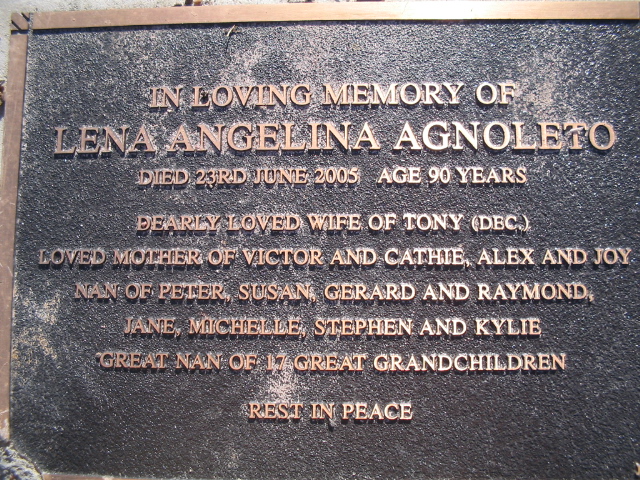 IN LOVING MEMORY OF
LENA ANGELINA AGNOLETO
DIED 23RD JUNE 2005 AGE 90 YEARS
DEARLY LOVED WIFE OF TONY (DEC.)
LOVED MOTHER OF VICTOR AND CATHIE, ALEX AND JOY
NAN OF PETER, SUSAN, GERARD AND RAYMOND,
JANE, MICHELLE, STEPHEN AND KYLIE
GREAT NAN OF 17 GREAT GRANDCHILDREN
REST IN PEACE